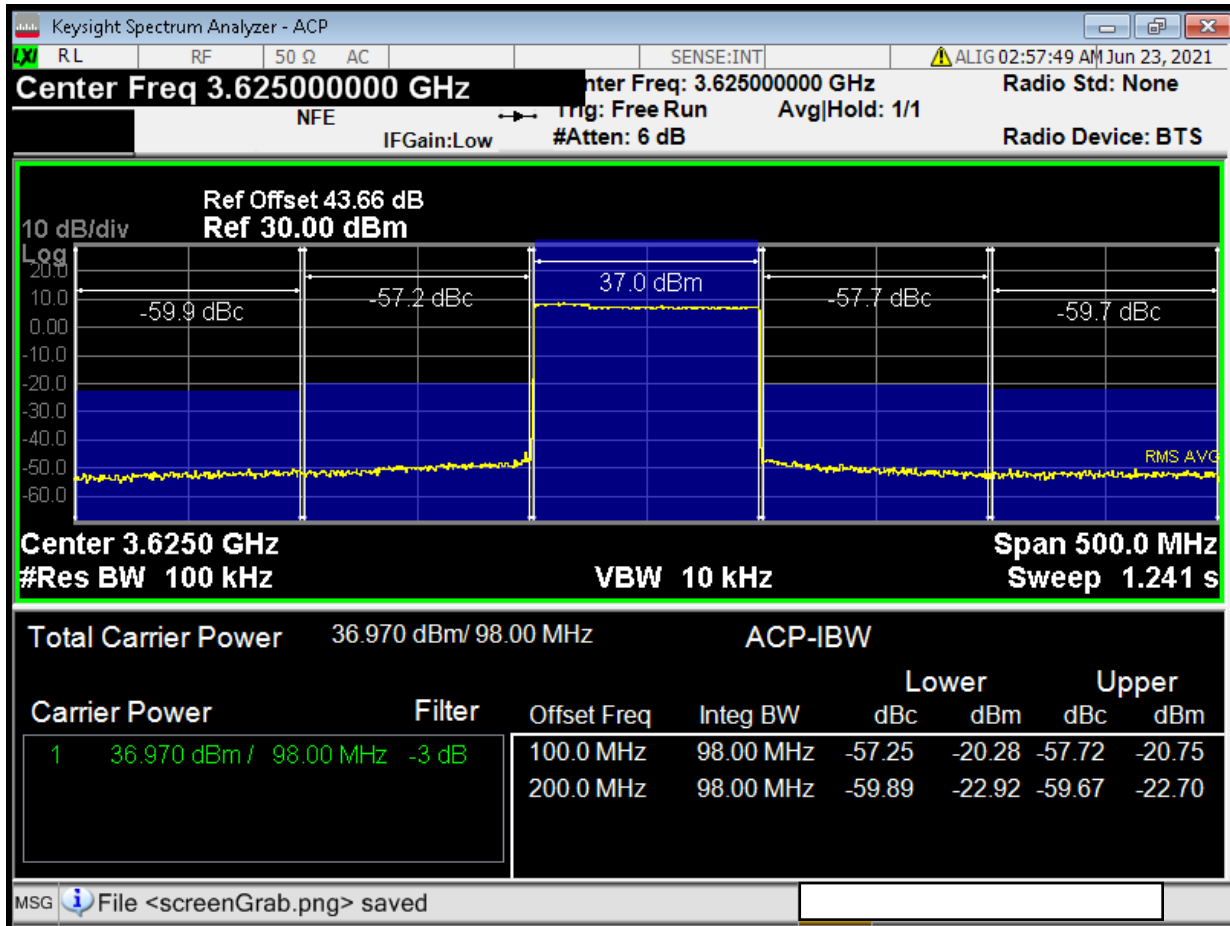 Keysight Spectrum Analyzer - ACP
LXI RL RF 50 Ω AC SENSE:INT ALIG 02:57:49 AM Jun 23, 2021
Center Freq 3.625000000 GHz nter Freq: 3.625000000 GHz Radio Std: None
NFE Trig: Free Run Avg|Hold: 1/1
IFGain:Low #Atten: 6 dB Radio Device: BTS
Ref Offset 43.66 dB
10 dB/div Ref 30.00 dBm
Log
20.0
37.0 dBm
10.0 -59.9 dBc -57.2 dBc -57.7 dBc -59.7 dBc
0.00
-10.0
-20.0
-30.0
-40.0
-50.0 RMS AVG
-60.0
Center 3.6250 GHz Span 500.0 MHz
#Res BW 100 kHz VBW 10 kHz Sweep 1.241 s
Total Carrier Power 36.970 dBm/ 98.00 MHz ACP-IBW
Lower Upper
Carrier Power Filter Offset Freq Integ BW dBc dBm dBc dBm
1 36.970 dBm / 98.00 MHz -3 dB 100.0 MHz 98.00 MHz -57.25 -20.28 -57.72 -20.75
200.0 MHz 98.00 MHz -59.89 -22.92 -59.67 -22.70
MSG File <screenGrab.png> saved